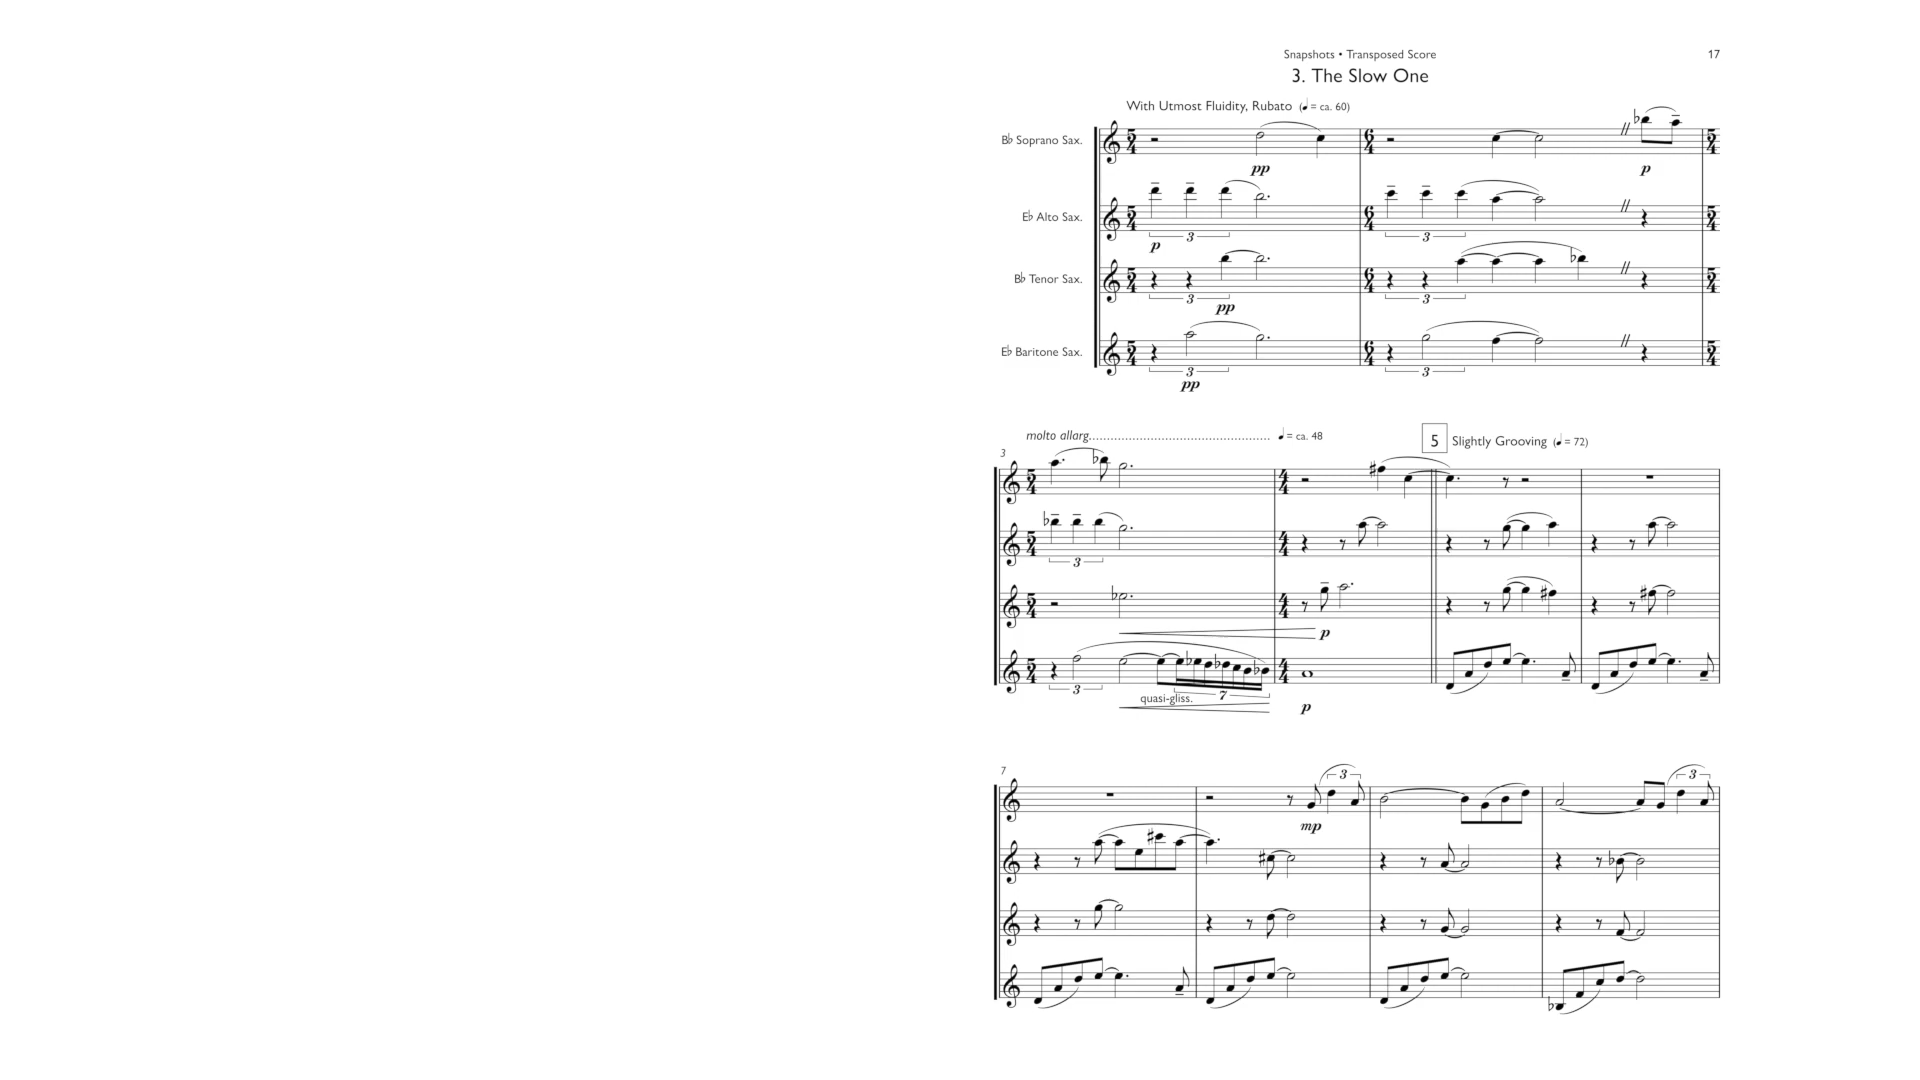 Snapshots • Transposed Score
17
3. The Slow One
With Utmost Fluidity, Rubato (♩ = ca. 60)
B♭ Soprano Sax.
pp
p
E♭ Alto Sax.
3
3
p
B♭ Tenor Sax.
3
3
pp
E♭ Baritone Sax.
3
3
pp
molto allarg.
♩ = ca. 48
5
Slightly Grooving (♩ = 72)
3
3
p
3
7
quasi-gliss.
p
7
3
3
mp